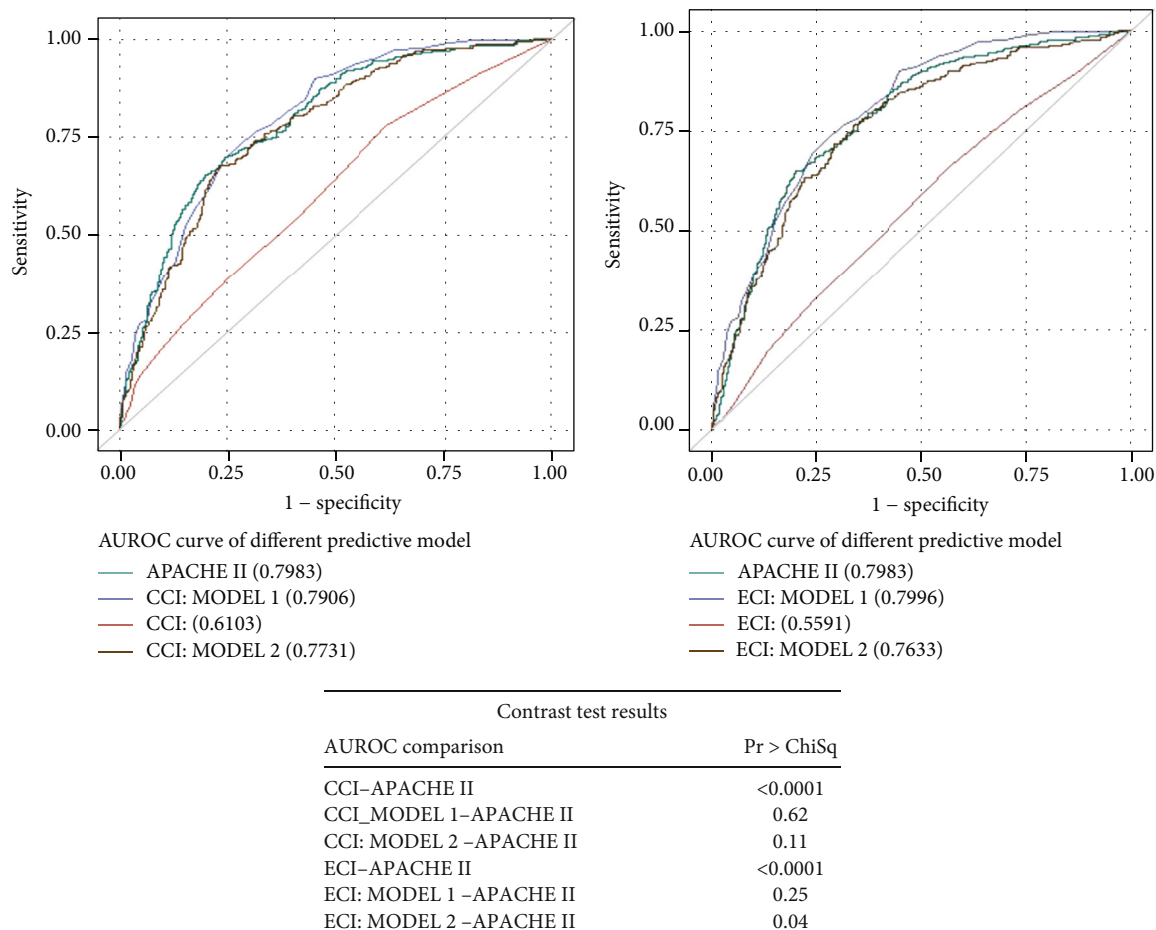 1.00
0.75
0.50
0.25
0.00
Sensitivity
0.00 0.25 0.50 0.75 1.00
1 − specificity
AUROC curve of different predictive model
APACHE II (0.7983)
CCI: MODEL 1 (0.7906)
CCI: (0.6103)
CCI: MODEL 2 (0.7731)
1.00
0.75
0.50
0.25
0.00
Sensitivity
0.00 0.25 0.50 0.75 1.00
1 − specificity
AUROC curve of different predictive model
APACHE II (0.7983)
ECI: MODEL 1 (0.7996)
ECI: (0.5591)
ECI: MODEL 2 (0.7633)
Contrast test results
AUROC comparison Pr > ChiSq
CCI–APACHE II <0.0001
CCI_MODEL 1–APACHE II 0.62
CCI: MODEL 2 –APACHE II 0.11
ECI–APACHE II <0.0001
ECI: MODEL 1 –APACHE II 0.25
ECI: MODEL 2 –APACHE II 0.04